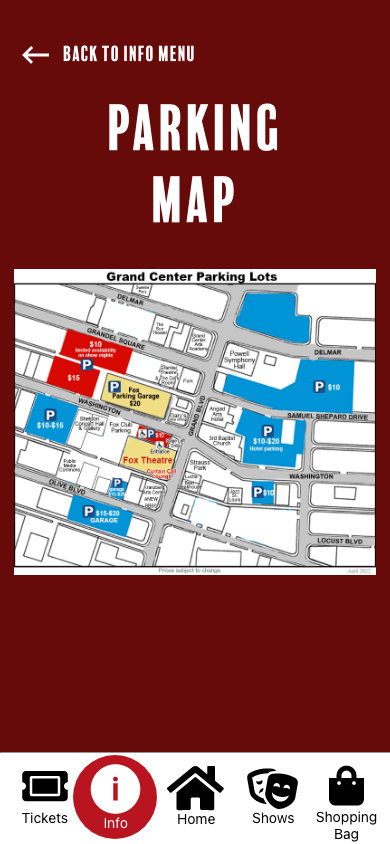 BACK TO INFO MENU
PARKING
MAP
Grand Center Parking Lots
DELMAR
GRANDEL SQUARE
$10
limited availability
on show nights
P
$15
The
Grand
Center
Arts
Academy
Powell
Symphony
Hall
DELMAR
P $10
Park
P
Fox
Parking Garage
$20
WASHINGTON
GRAND BLVD
SAMUEL SHEPARD DRIVE
P
$10-$15
Sheldon
Concert Hall
& Gallery
Fox Club
Parking
Angad
Arts
Hotel
P
$10-$20
Hotel parking
3rd Baptist
Church
P
Entrance
Fox Theatre
Curtain Call
Lounge
Public
Media
Commons
Strauss
Park
WASHINGTON
OLIVE BLVD
P
P $10
P $15-$20
GARAGE
LOCUST BLVD
Prices subject to change.
April 2022
Tickets
Info
Home
Shows
Shopping
Bag